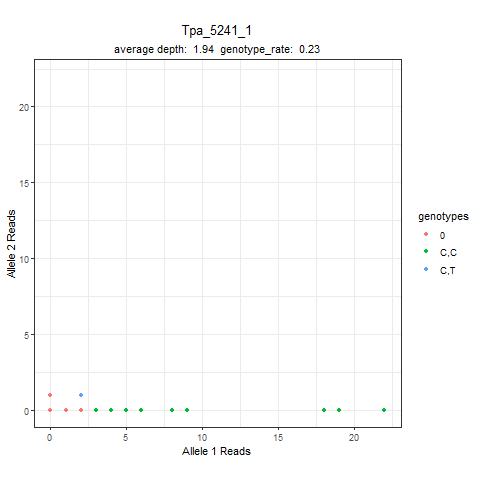 Tpa_5241_1
average depth: 1.94 genotype_rate: 0.23
20
15
10
5
0
Allele 2 Reads
0 5 10 15 20
Allele 1 Reads
genotypes
0
C,C
C,T